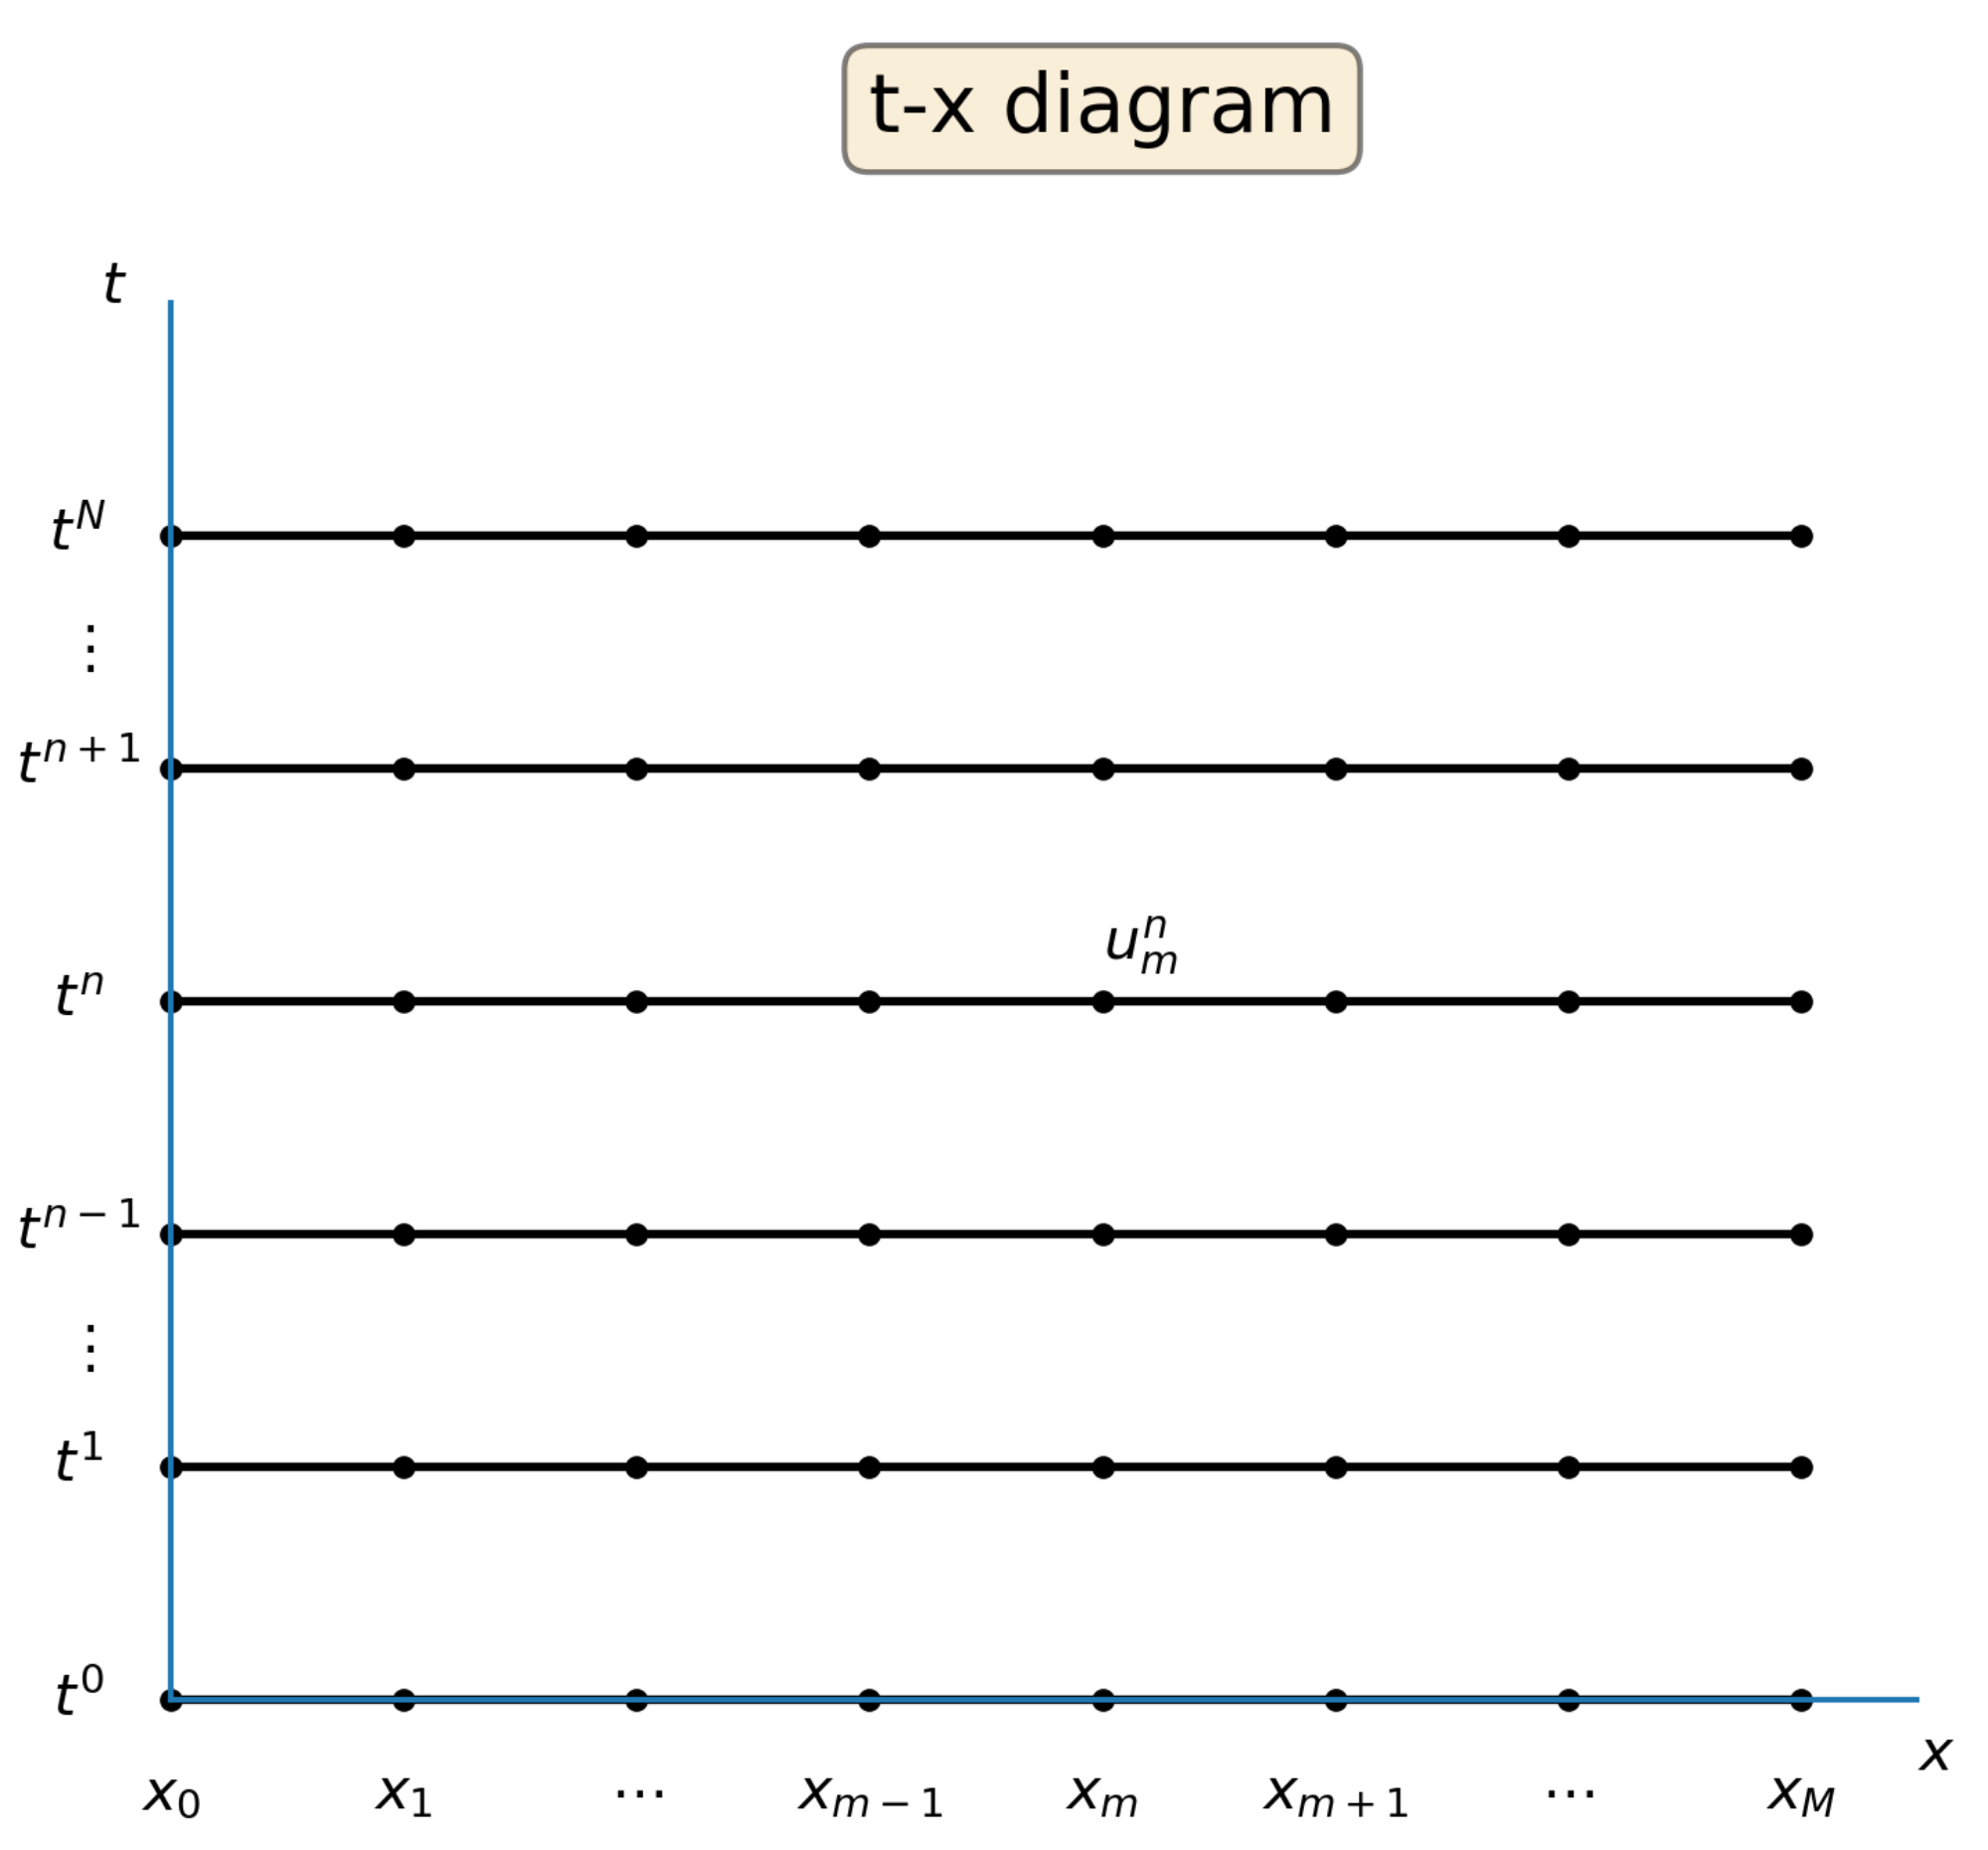 t-x diagram
t
t^N
⋮
t^{n+1}
u_m^n
t^n
t^{n-1}
⋮
t^1
t^0
x
x_0 x_1 ⋯ x_{m-1} x_m x_{m+1} ⋯ x_M